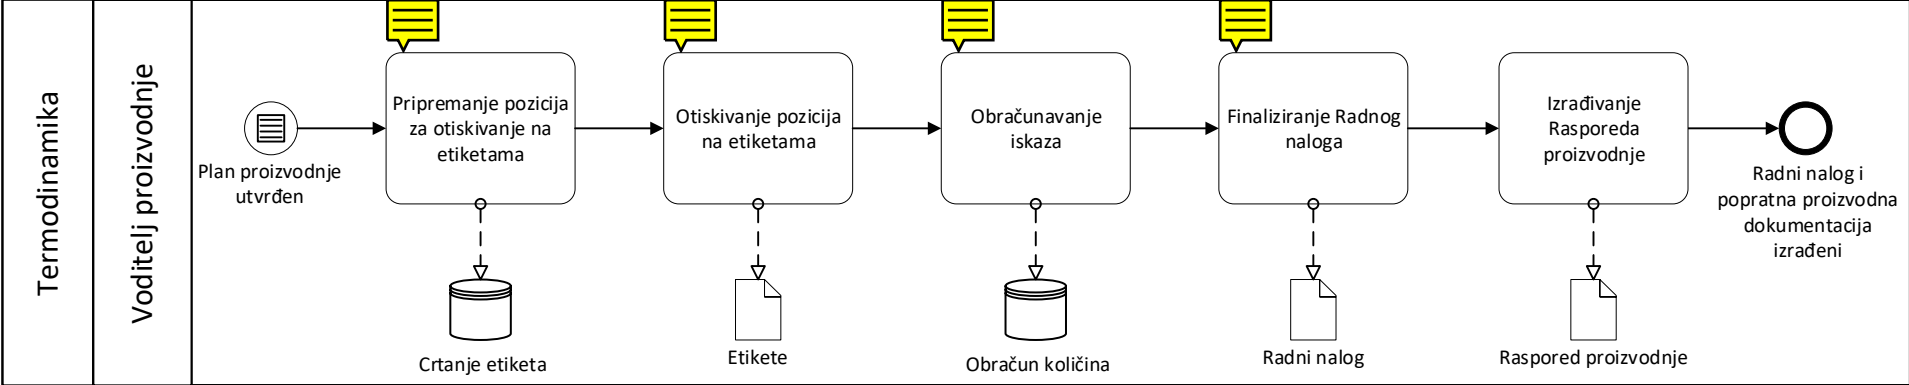 Termodinamika
Voditelj proizvodnje
Plan proizvodnje
utvrđen
Pripremanje pozicija
za otiskivanje na
etiketama
Crtanje etiketa
Otiskivanje pozicija
na etiketama
Etikete
Obračunavanje
iskaza
Obračun količina
Finaliziranje Radnog
naloga
Radni nalog
Izrađivanje
Rasporeda
proizvodnje
Raspored proizvodnje
Radni nalog i
popratna proizvodna
dokumentacija
izrađeni